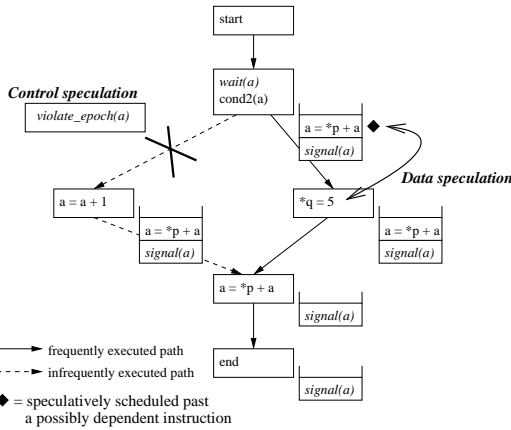 start
wait(a)
cond2(a)
Control speculation
violate_epoch(a)
a = *p + a ◆
signal(a)
Data speculation
a = a + 1
a = *p + a
signal(a)
*q = 5
a = *p + a
signal(a)
a = *p + a
signal(a)
end
signal(a)
frequently executed path
infrequently executed path
◆ = speculatively scheduled past
a possibly dependent instruction